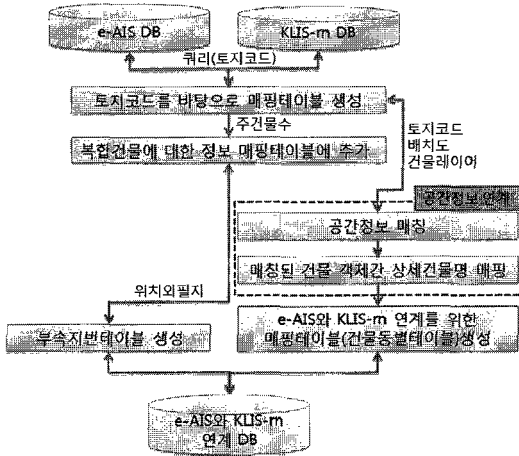 e-AIS DB
KLIS-rn DB
쿼리(토지코드)
토지코드를 바탕으로 매핑테이블 생성
주건물수
토지코드
배치도
건물레이어
복합건물에 대한 정보 매핑테이블에 추가
공간정보 연계
공간정보 매칭
매칭된 건물 객체간 상세건물명 매핑
위치외필지
부속지번테이블 생성
e-AIS와 KLIS-rn 연계를 위한
매핑테이블(건물동별테이블)생성
e-AIS와 KLIS-rn
연계 DB